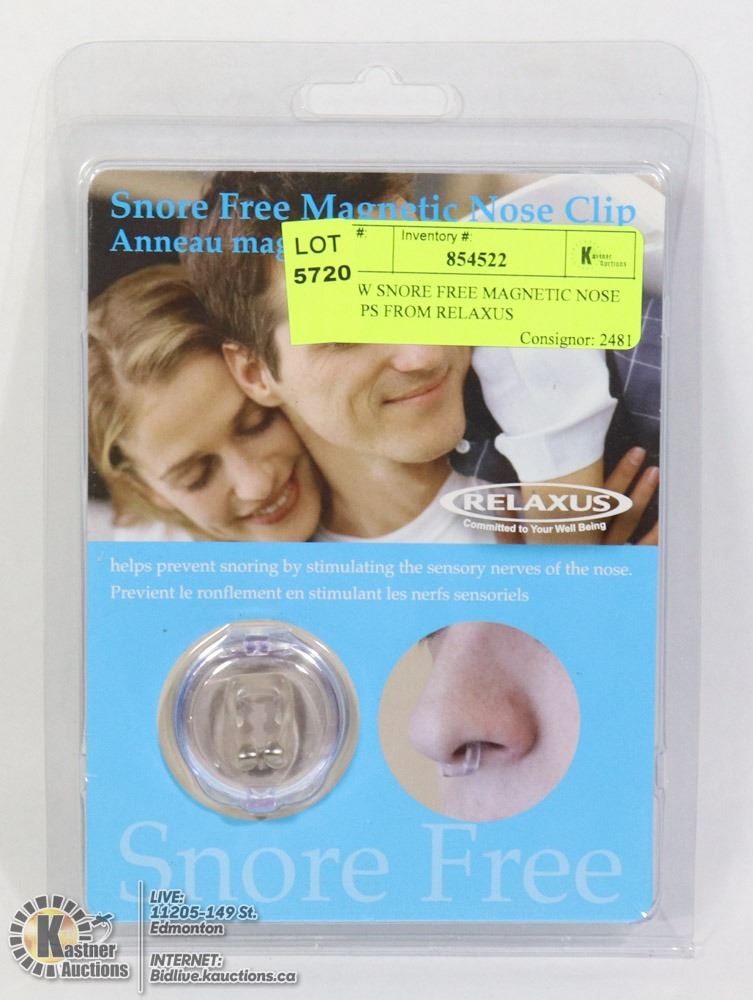 Snore Free Magnetic Nose Clip
Anneau
LOT
5720
#:
Inventory #:
854522
Kastner
Auctions
SNORE FREE MAGNETIC NOSE
FROM RELAXUS
Consignor: 2481
RELAXUS
Committed to Your Well Being
helps prevent snoring by stimulating the sensory nerves of the nose.
Previent le ronflement en stimulant les nerfs sensoriels
Snore Free
Kastner
Auctions
LIVE:
11205-149 St.
Edmonton
INTERNET:
Bidlive.kauctions.ca